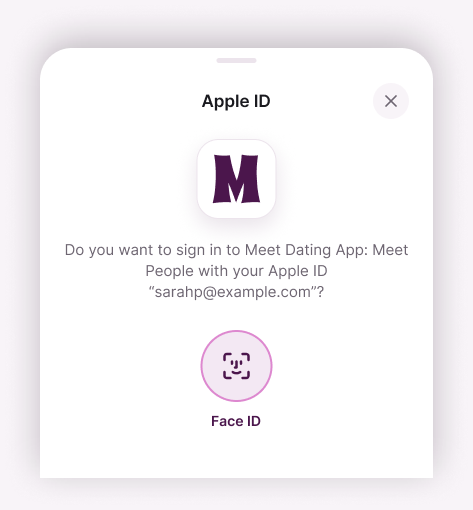 Apple ID
M
Do you want to sign in to Meet Dating App: Meet
People with your Apple ID
“sarahp@example.com”?
Face ID